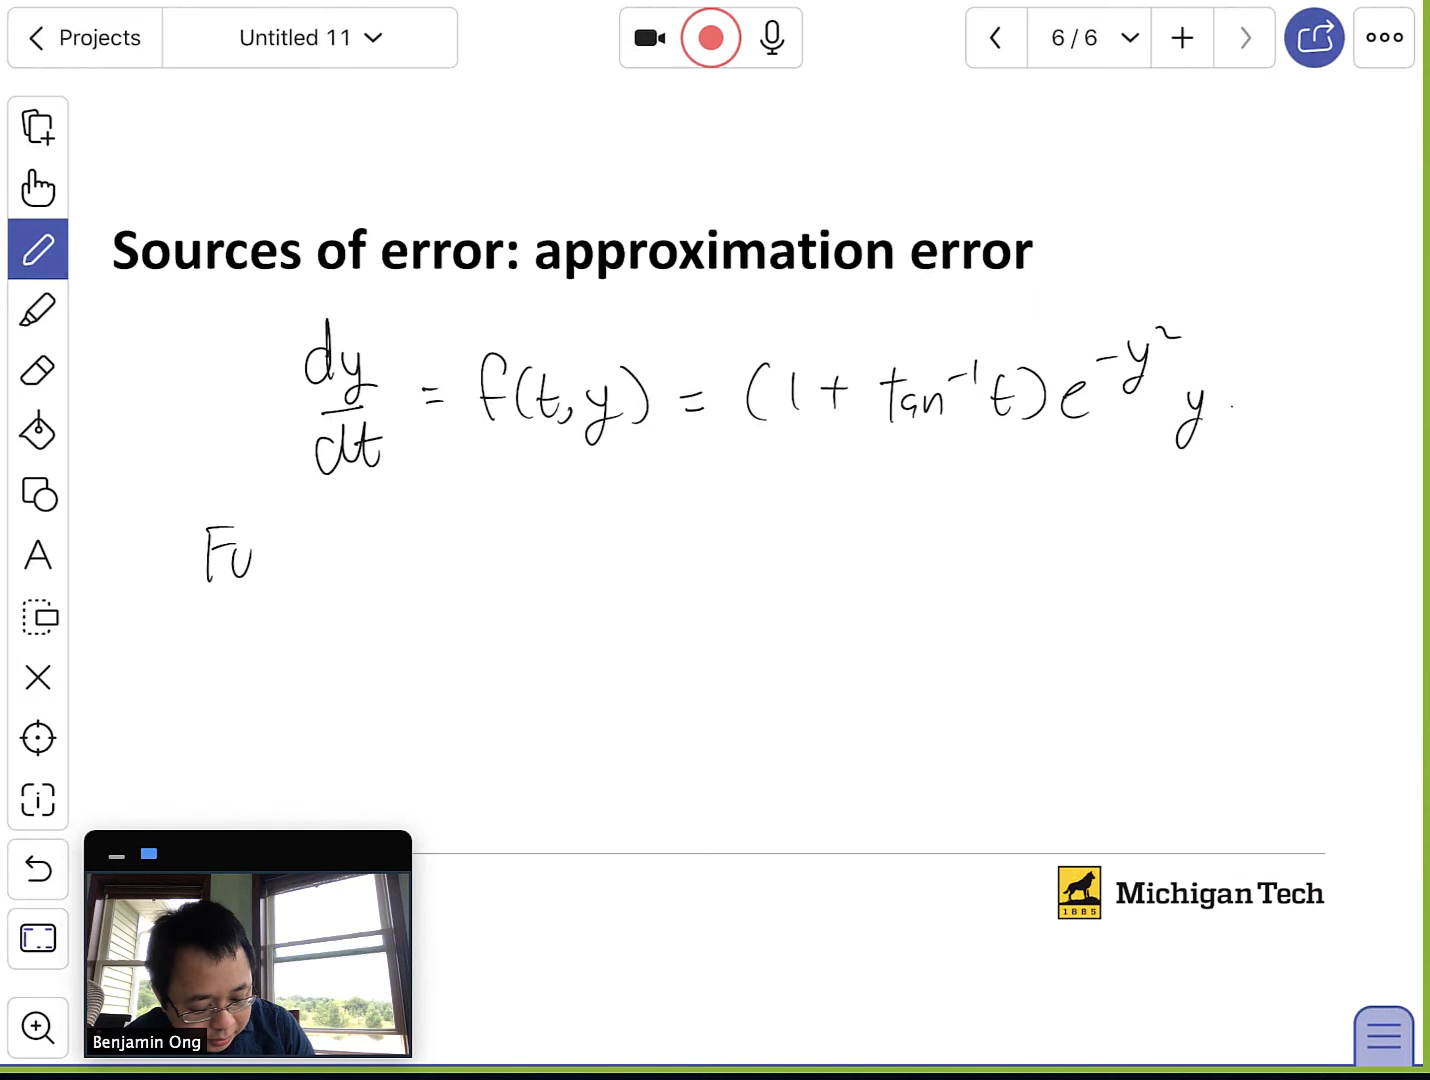 Projects
Untitled 11
6 / 6
Sources of error: approximation error
dy/dt = f(t,y) = (1 + tan⁻¹ t) e^{-y²} y.
Fu
A
1885
Michigan Tech
Benjamin Ong